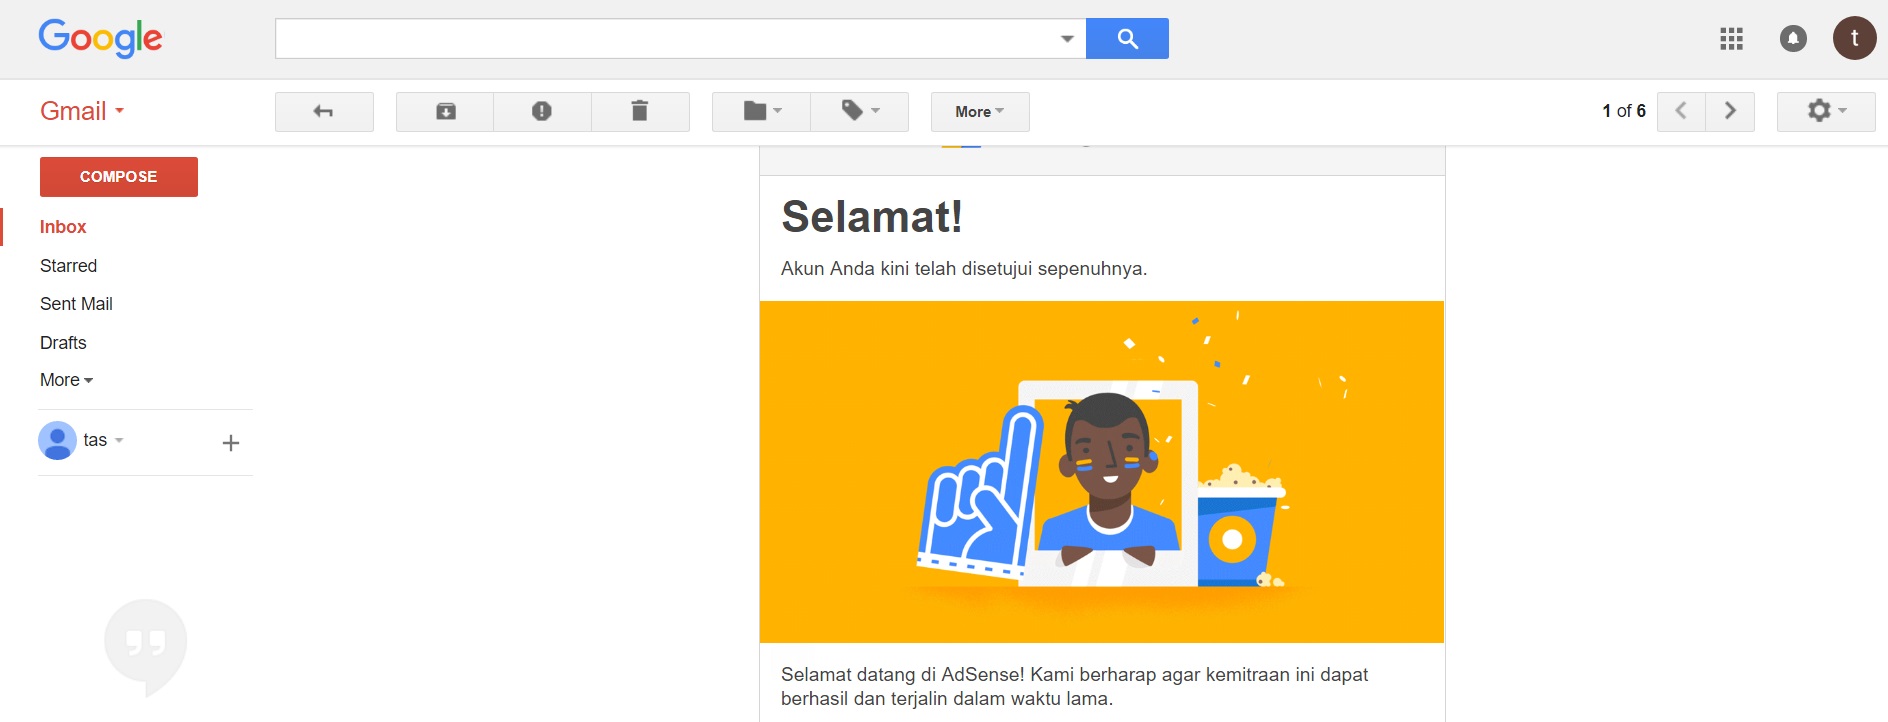 Google
t
Gmail
More
1 of 6
COMPOSE
Inbox
Starred
Sent Mail
Drafts
More
tas
Selamat!
Akun Anda kini telah disetujui sepenuhnya.
Selamat datang di AdSense! Kami berharap agar kemitraan ini dapat
berhasil dan terjalin dalam waktu lama.